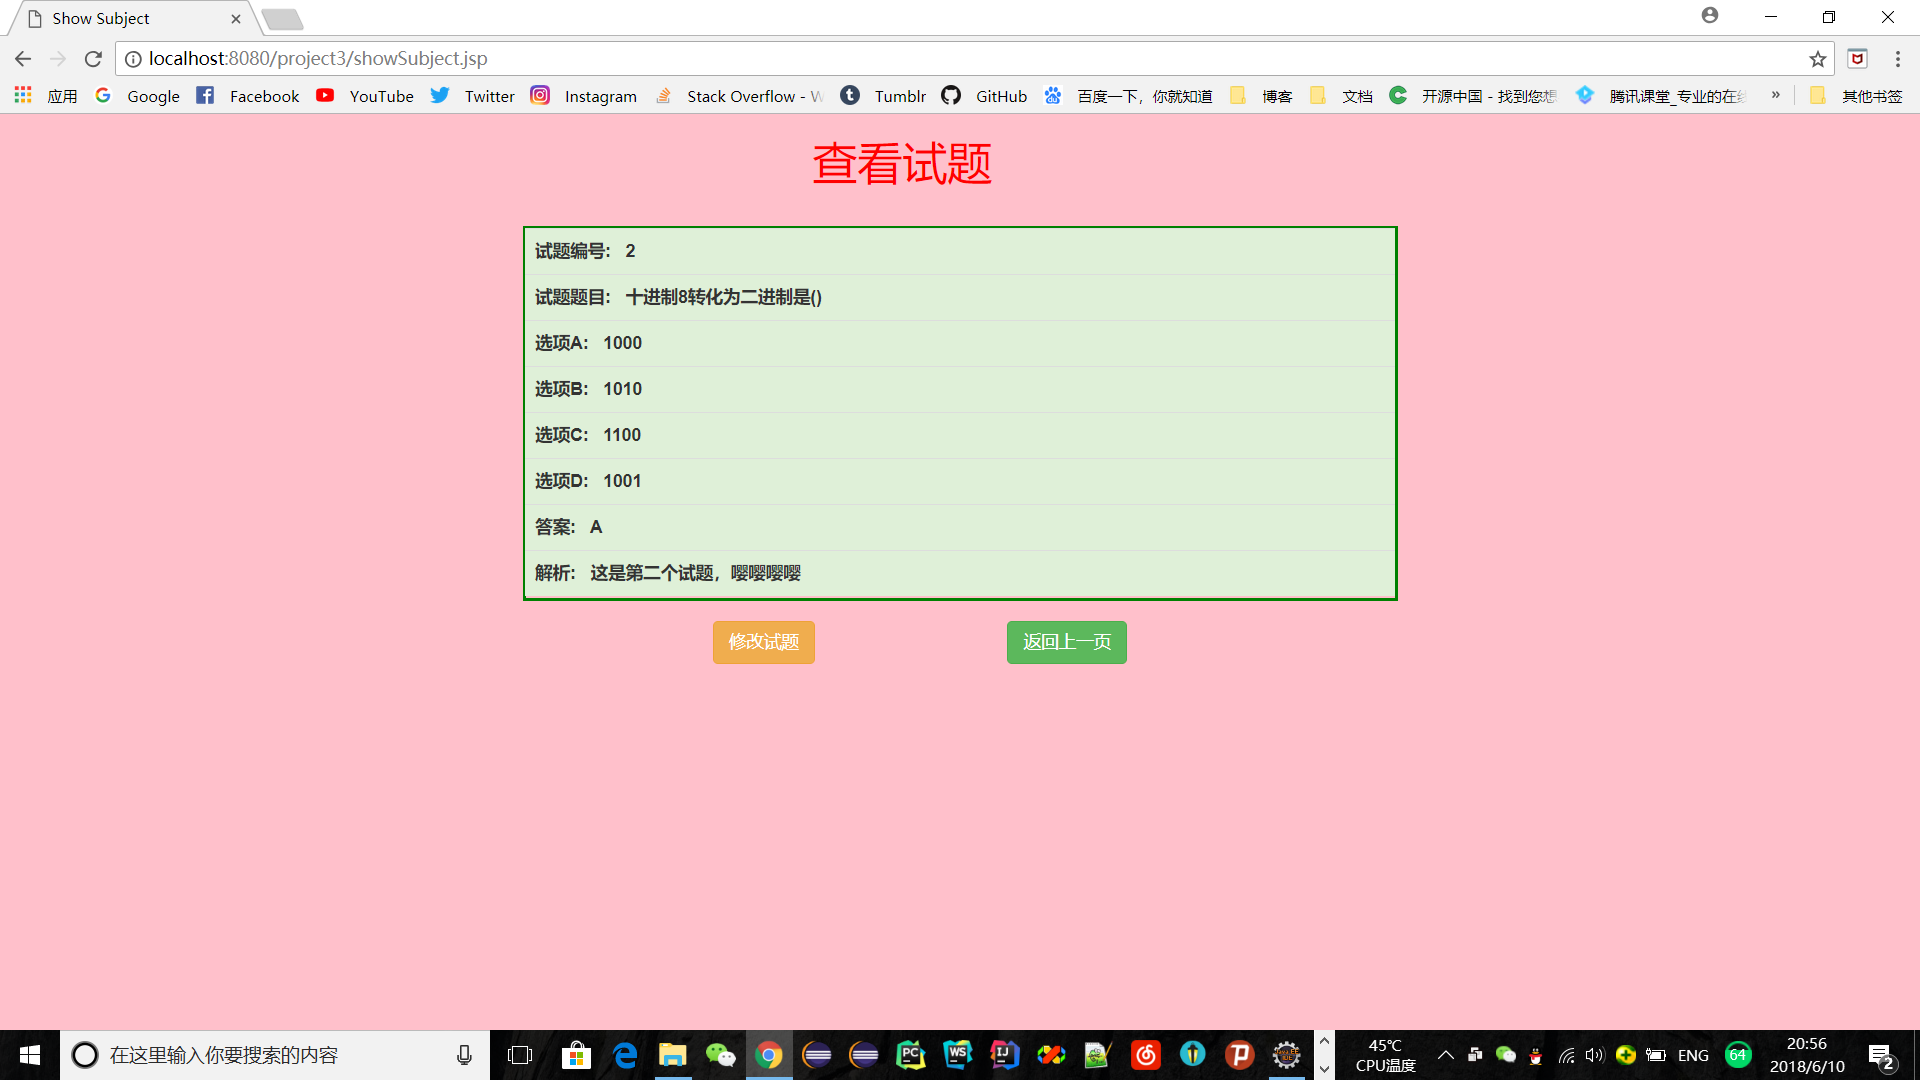 Show Subject
localhost:8080/project3/showSubject.jsp
应用 Google Facebook YouTube Twitter Instagram Stack Overflow - W Tumblr GitHub 百度一下，你就知道 博客 文档 开源中国 - 找到您想 腾讯课堂_专业的在线 » 其他书签
查看试题
试题编号: 2
试题题目: 十进制8转化为二进制是()
选项A: 1000
选项B: 1010
选项C: 1100
选项D: 1001
答案: A
解析: 这是第二个试题，嘤嘤嘤嘤
修改试题 返回上一页
在这里输入你要搜索的内容
45℃
CPU温度
ENG
64
20:56
2018/6/10
2